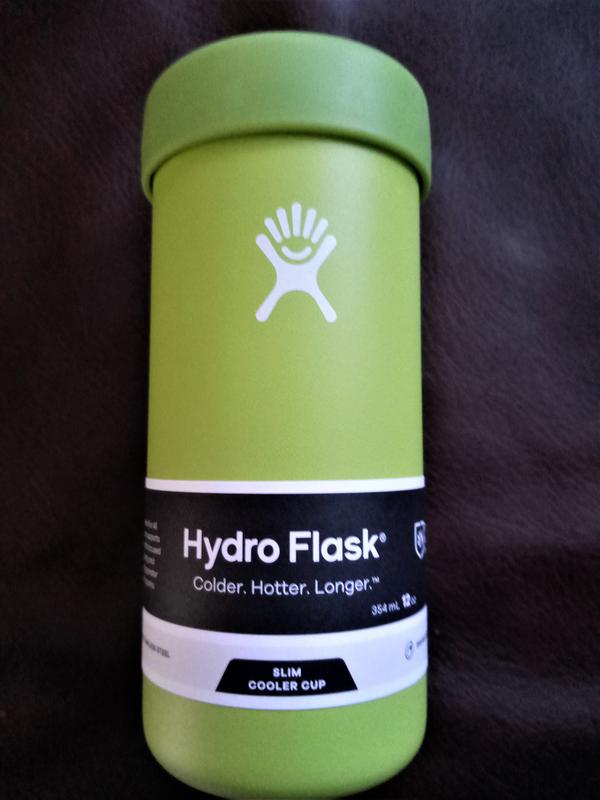 Hydro Flask®
Colder. Hotter. Longer.™
354 mL 12 oz
SLIM
COOLER CUP